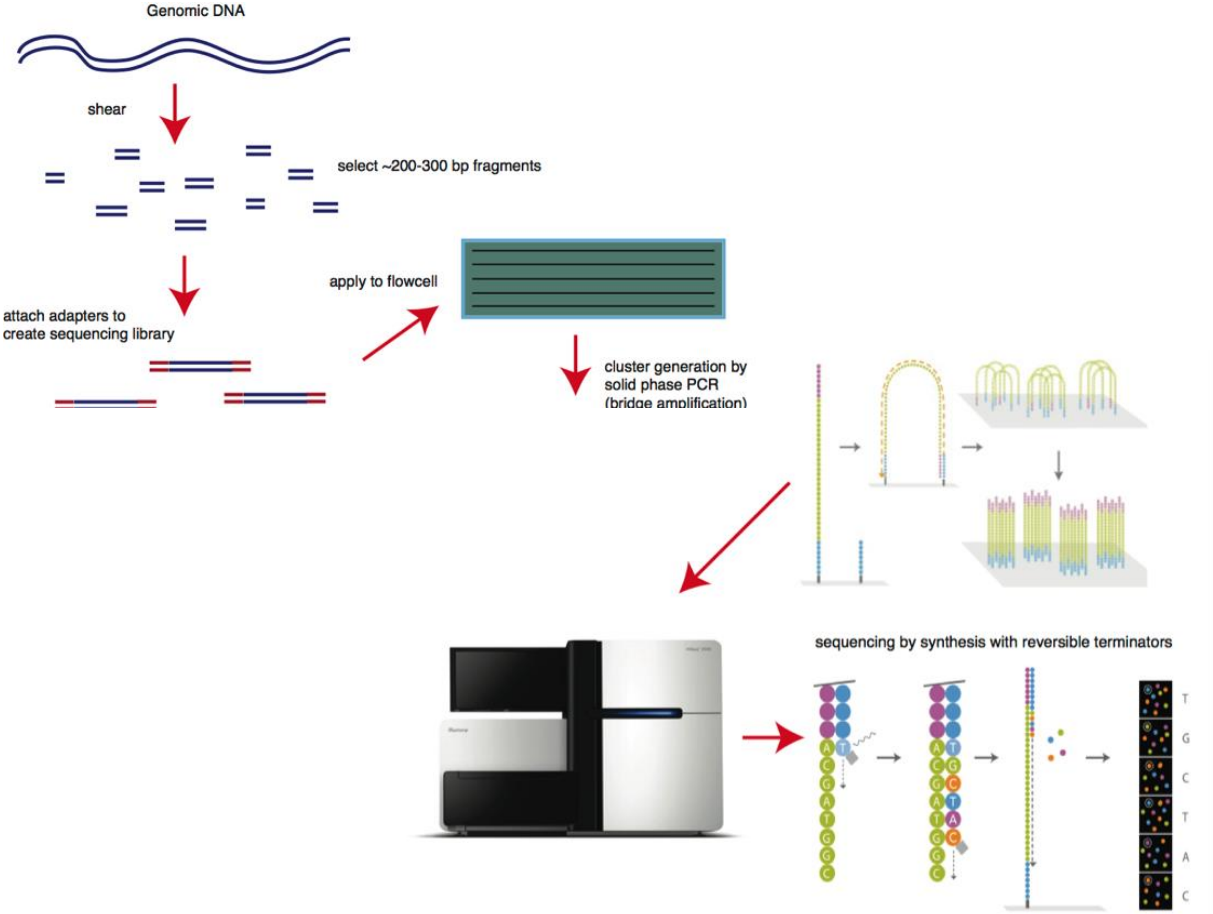 Genomic DNA
shear
select ~200-300 bp fragments
apply to flowcell
attach adapters to
create sequencing library
cluster generation by
solid phase PCR
(bridge amplification)
sequencing by synthesis with reversible terminators
illumina
A T
C
G
A
T
G
G
C
A T
C G
G C
A T
T A
G C
G
C
T
G
C
T
A
C